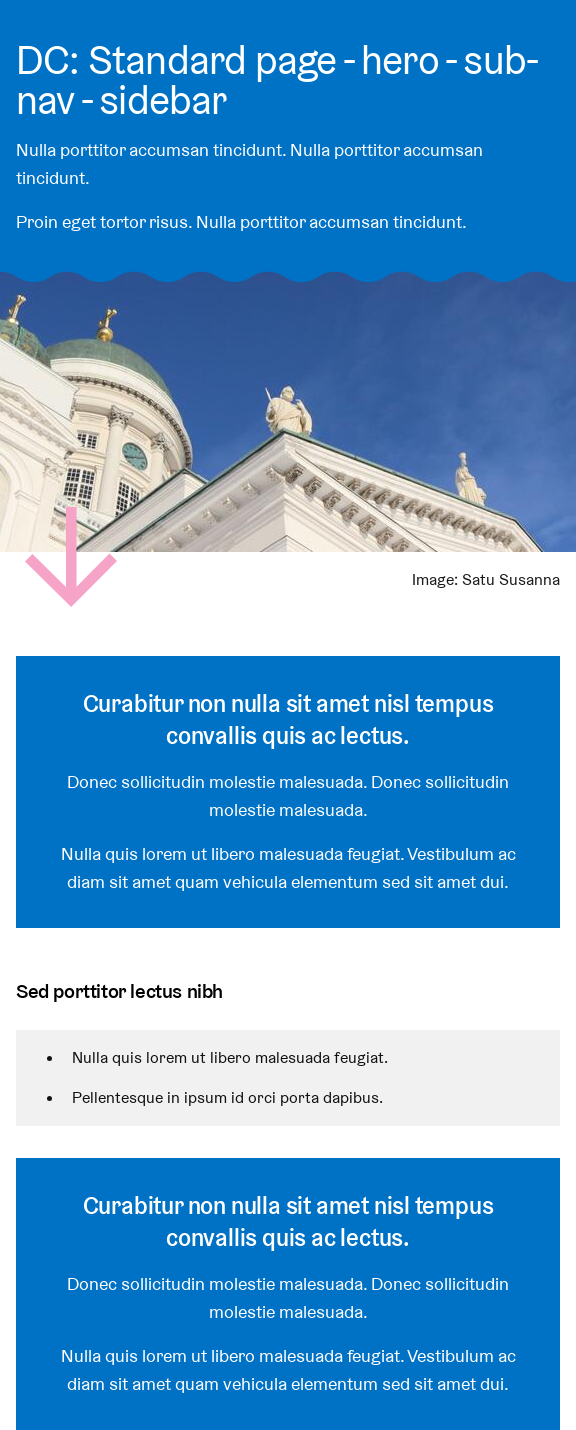 DC: Standard page - hero - sub-
nav - sidebar
Nulla porttitor accumsan tincidunt. Nulla porttitor accumsan
tincidunt.
Proin eget tortor risus. Nulla porttitor accumsan tincidunt.
Image: Satu Susanna
Curabitur non nulla sit amet nisl tempus
convallis quis ac lectus.
Donec sollicitudin molestie malesuada. Donec sollicitudin
molestie malesuada.
Nulla quis lorem ut libero malesuada feugiat. Vestibulum ac
diam sit amet quam vehicula elementum sed sit amet dui.
Sed porttitor lectus nibh
• Nulla quis lorem ut libero malesuada feugiat.
• Pellentesque in ipsum id orci porta dapibus.
Curabitur non nulla sit amet nisl tempus
convallis quis ac lectus.
Donec sollicitudin molestie malesuada. Donec sollicitudin
molestie malesuada.
Nulla quis lorem ut libero malesuada feugiat. Vestibulum ac
diam sit amet quam vehicula elementum sed sit amet dui.